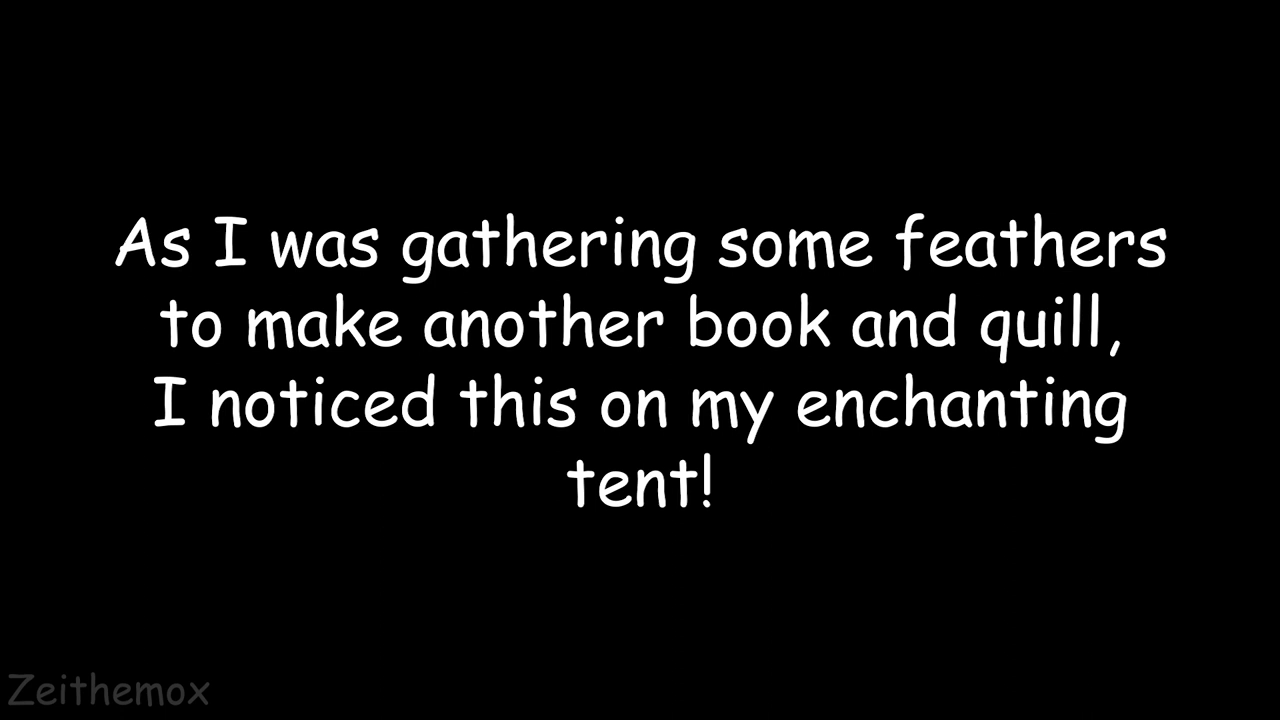 As I was gathering some feathers
to make another book and quill,
I noticed this on my enchanting
tent!
Zeithemox